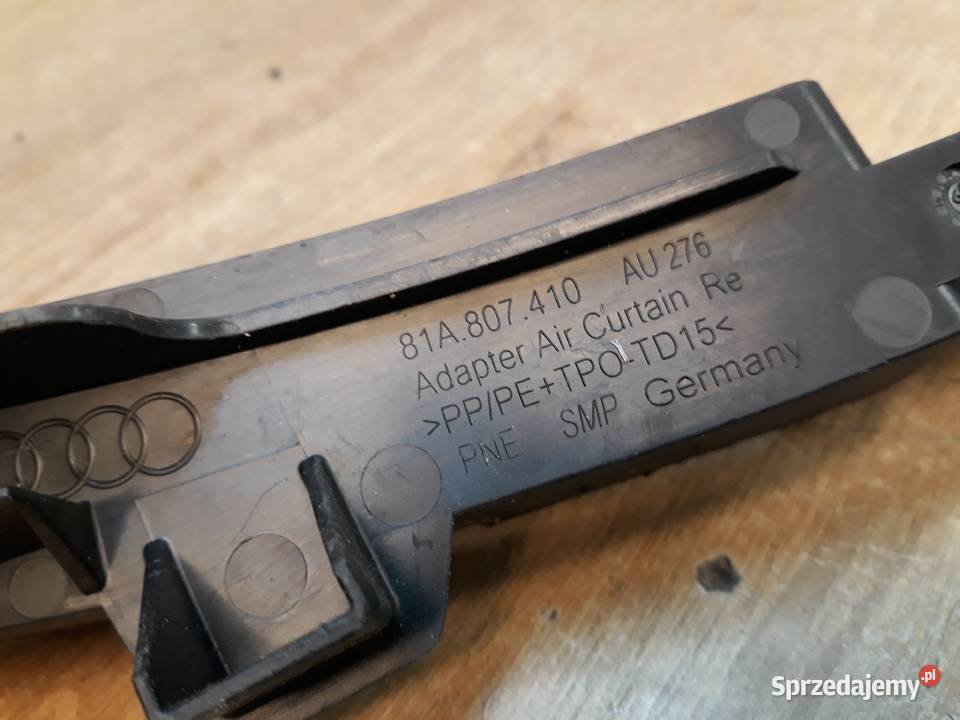 81A.807.410 AU 276
Adapter Air Curtain Re
>PP/PE+TPO-TD15<
PNE SMP Germany
Sprzedajemy.pl